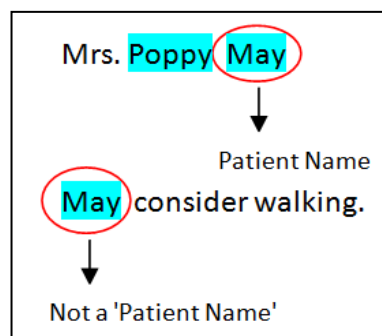 Mrs. Poppy May
Patient Name
May consider walking.
Not a 'Patient Name'